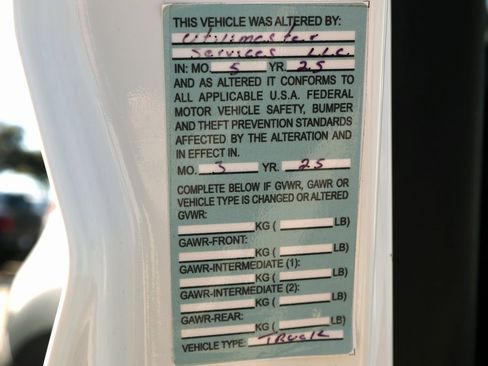 THIS VEHICLE WAS ALTERED BY:
Utilimaster
Services LLC
IN: MO. 5 YR. 25
AND AS ALTERED IT CONFORMS TO
ALL APPLICABLE U.S.A. FEDERAL
MOTOR VEHICLE SAFETY, BUMPER
AND THEFT PREVENTION STANDARDS
AFFECTED BY THE ALTERATION AND
IN EFFECT IN.
MO. 3 YR. 25
COMPLETE BELOW IF GVWR, GAWR OR
VEHICLE TYPE IS CHANGED OR ALTERED
GVWR:
KG ( LB)
GAWR-FRONT:
KG ( LB)
GAWR-INTERMEDIATE (1):
KG ( LB)
GAWR-INTERMEDIATE (2):
KG ( LB)
GAWR-REAR:
KG ( LB)
VEHICLE TYPE: TRUCK